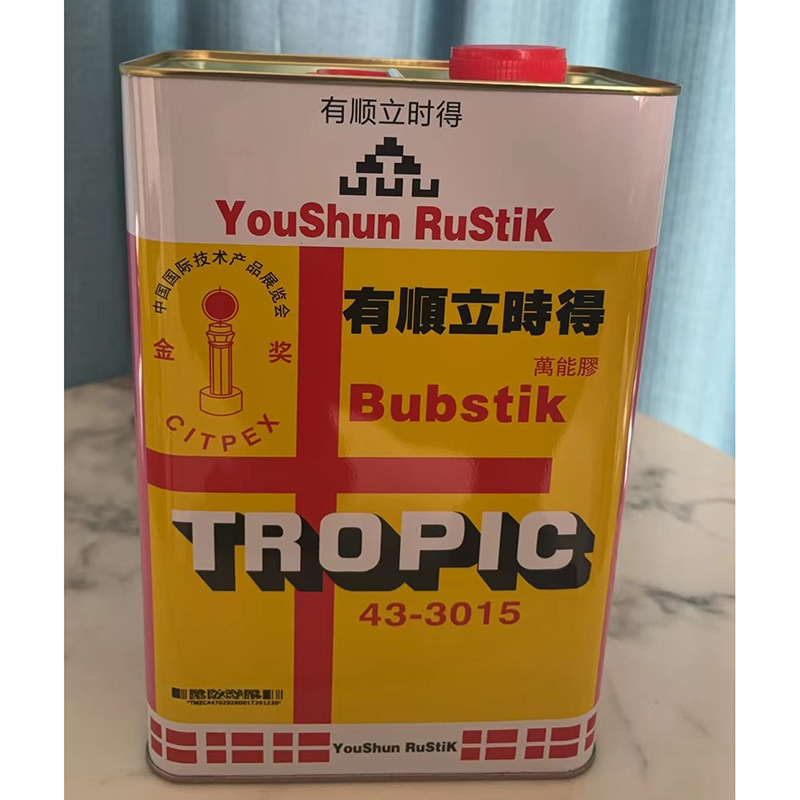 有顺立时得
YouShun RuStiK
中国国际技术产品展览会
金 奖
CITPEX
有順立時得
萬能膠
Bubstik
TROPIC
43-3015
YouShun RuStiK